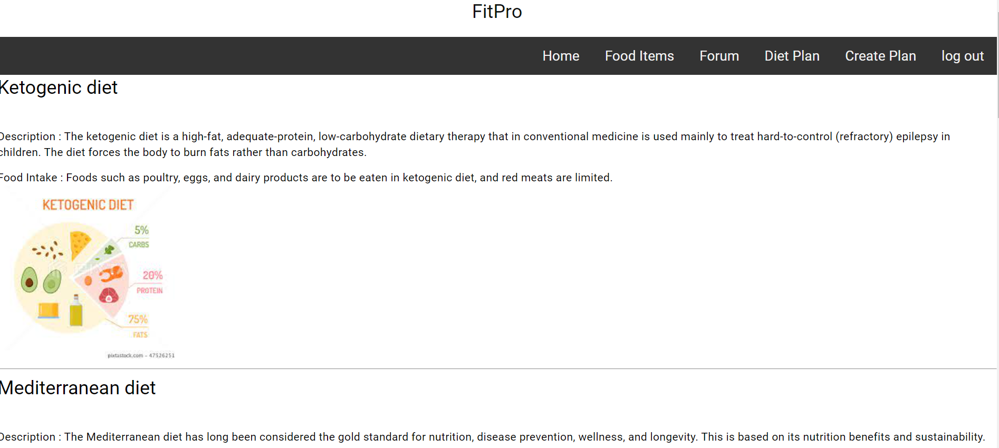 FitPro
Home Food Items Forum Diet Plan Create Plan log out
Ketogenic diet
Description : The ketogenic diet is a high-fat, adequate-protein, low-carbohydrate dietary therapy that in conventional medicine is used mainly to treat hard-to-control (refractory) epilepsy in
children. The diet forces the body to burn fats rather than carbohydrates.
Food Intake : Foods such as poultry, eggs, and dairy products are to be eaten in ketogenic diet, and red meats are limited.
KETOGENIC DIET
5%
CARBS
20%
PROTEIN
75%
FATS
pixtastock.com - 47526251
Mediterranean diet
Description : The Mediterranean diet has long been considered the gold standard for nutrition, disease prevention, wellness, and longevity. This is based on its nutrition benefits and sustainability.